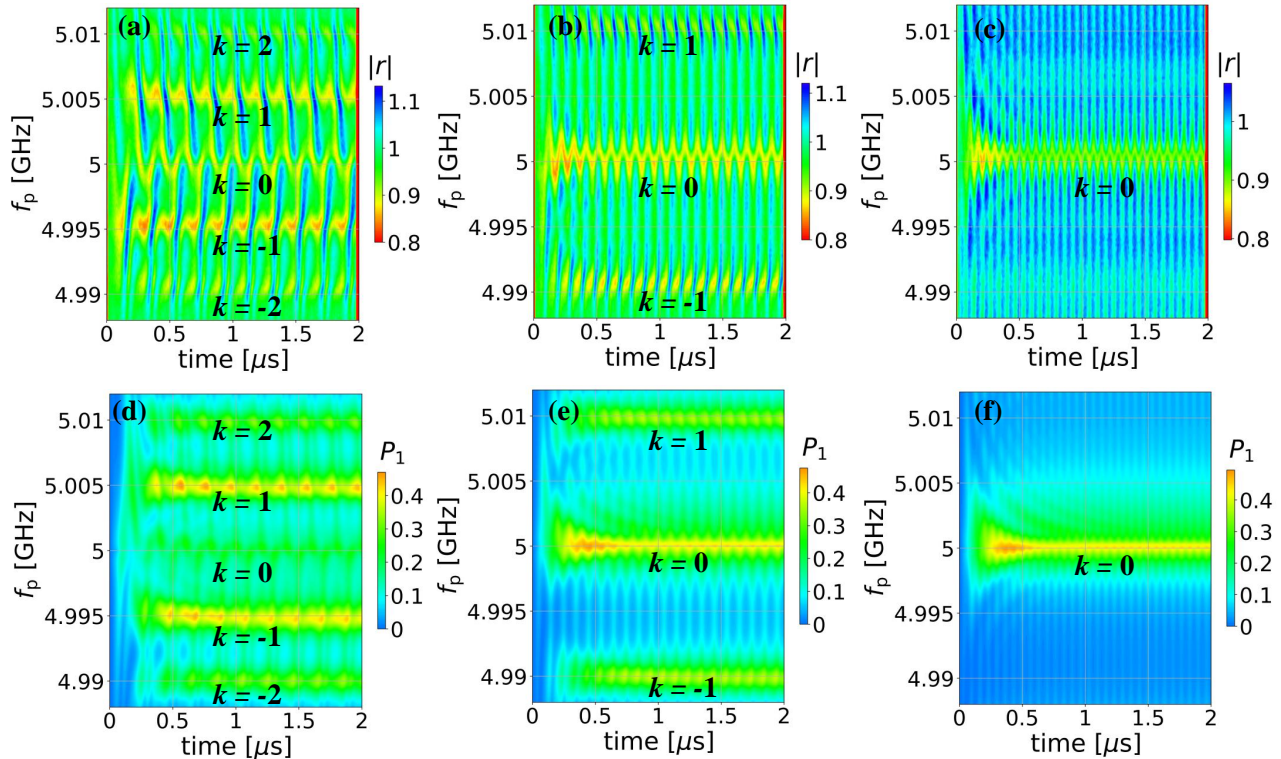 (a)
k = 2
k = 1
k = 0
k = -1
k = -2
5.01
5.005
5
4.995
4.99
fp [GHz]
0 0.5 1 1.5 2
time [μs]
|r|
1.1
1
0.9
0.8
(b)
k = 1
k = 0
k = -1
5.01
5.005
5
4.995
4.99
fp [GHz]
0 0.5 1 1.5 2
time [μs]
|r|
1.1
1
0.9
0.8
(c)
k = 0
5.01
5.005
5
4.995
4.99
fp [GHz]
0 0.5 1 1.5 2
time [μs]
|r|
1
0.9
0.8
(d)
k = 2
k = 1
k = 0
k = -1
k = -2
5.01
5.005
5
4.995
4.99
fp [GHz]
0 0.5 1 1.5 2
time [μs]
P1
0.4
0.3
0.2
0.1
0
(e)
k = 1
k = 0
k = -1
5.01
5.005
5
4.995
4.99
fp [GHz]
0 0.5 1 1.5 2
time [μs]
P1
0.4
0.3
0.2
0.1
0
(f)
k = 0
5.01
5.005
5
4.995
4.99
fp [GHz]
0 0.5 1 1.5 2
time [μs]
P1
0.4
0.3
0.2
0.1
0